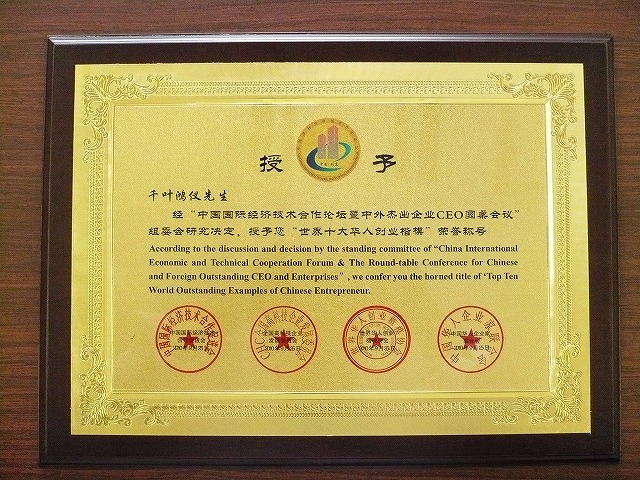 授 予
千叶鸿仪先生
经“中国国际经济技术合作论坛暨中外杰出企业CEO圆桌会议”
组委会研究决定，授予您“世界十大华人创业楷模”荣誉称号
According to the discussion and decision by the standing committee of “China International
Economic and Technical Cooperation Forum & The Round-table Conference for Chinese
and Foreign Outstanding CEO and Enterprises”, we confer you the horned title of ‘Top Ten
World Outstanding Examples of Chinese Entrepreneur.